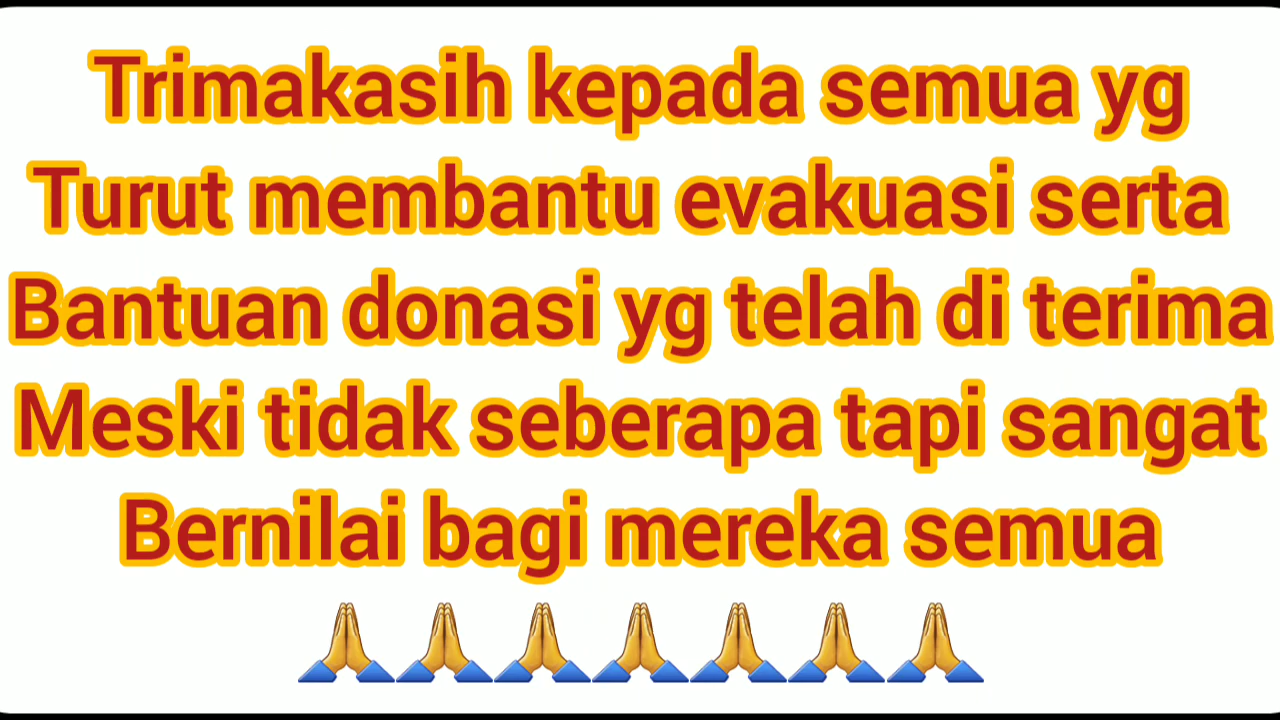 Trimakasih kepada semua yg
Turut membantu evakuasi serta
Bantuan donasi yg telah di terima
Meski tidak seberapa tapi sangat
Bernilai bagi mereka semua
🙏🙏🙏🙏🙏🙏🙏